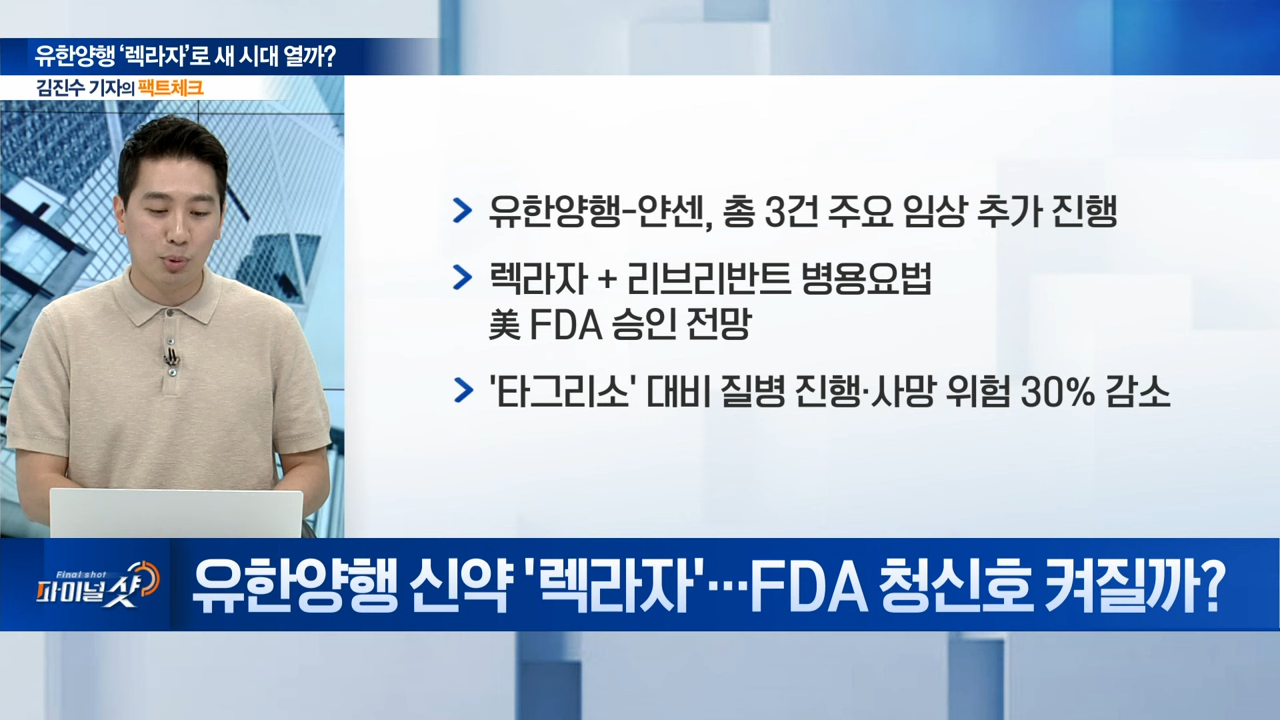 유한양행 '렉라자'로 새 시대 열까?
김진수 기자의 팩트체크
유한양행-얀센, 총 3건 주요 임상 추가 진행
렉라자 + 리브리반트 병용요법
美 FDA 승인 전망
'타그리소' 대비 질병 진행·사망 위험 30% 감소
Final shot
파이널샷
유한양행 신약 '렉라자'…FDA 청신호 켜질까?